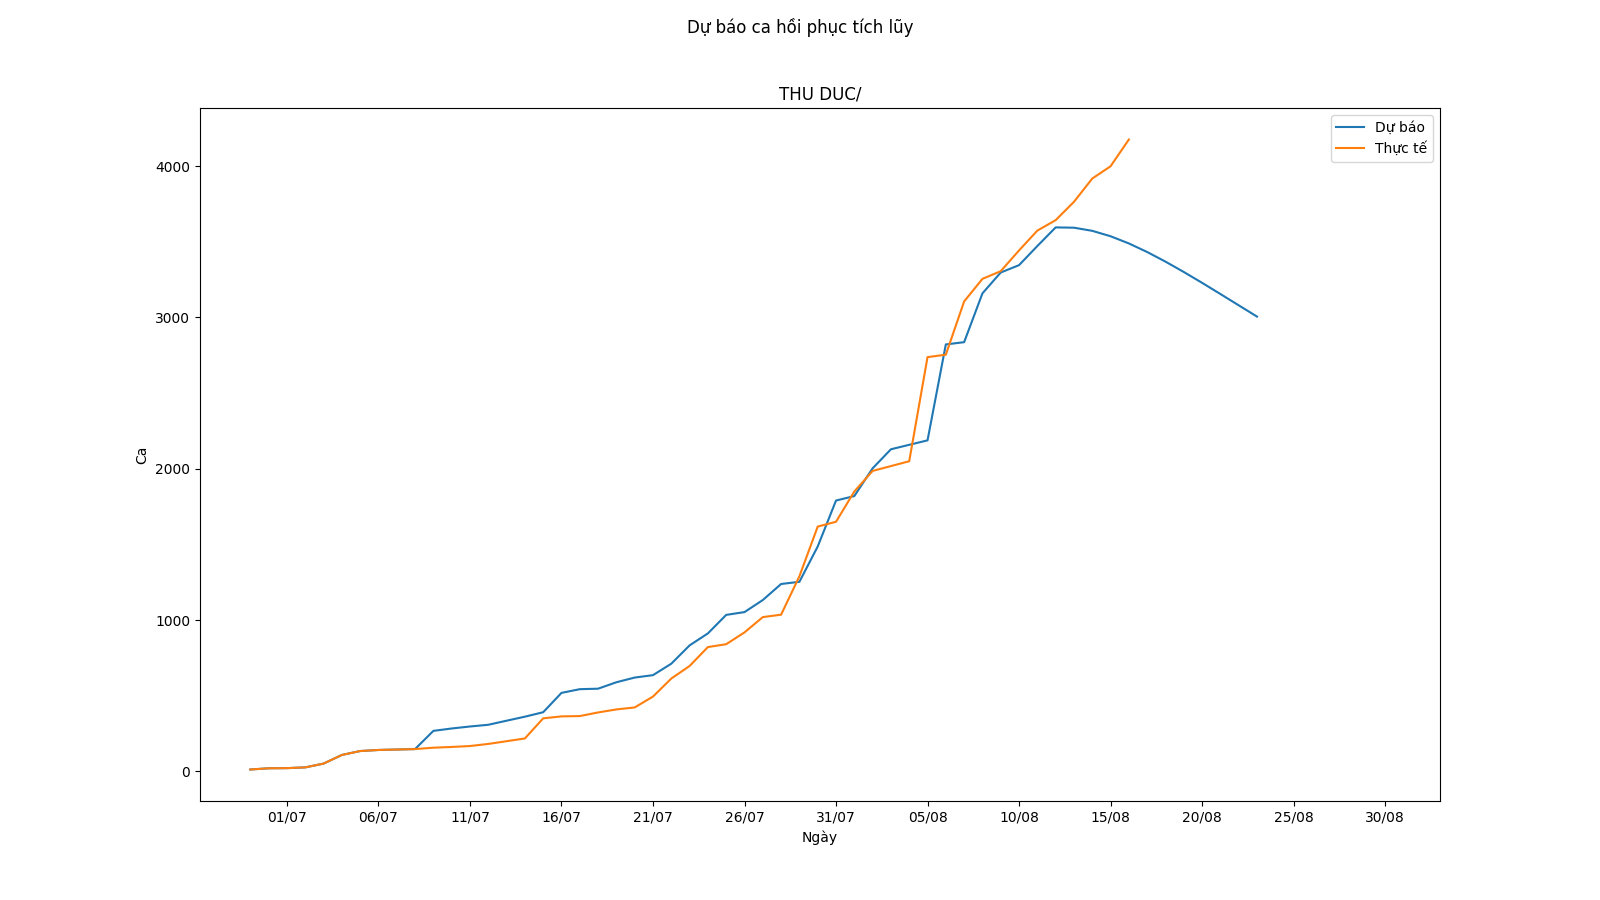 Dự báo ca hồi phục tích lũy
THU DUC/
Dự báo
Thực tế
4000
3000
2000
1000
0
Ca
01/07 06/07 11/07 16/07 21/07 26/07 31/07 05/08 10/08 15/08 20/08 25/08 30/08
Ngày